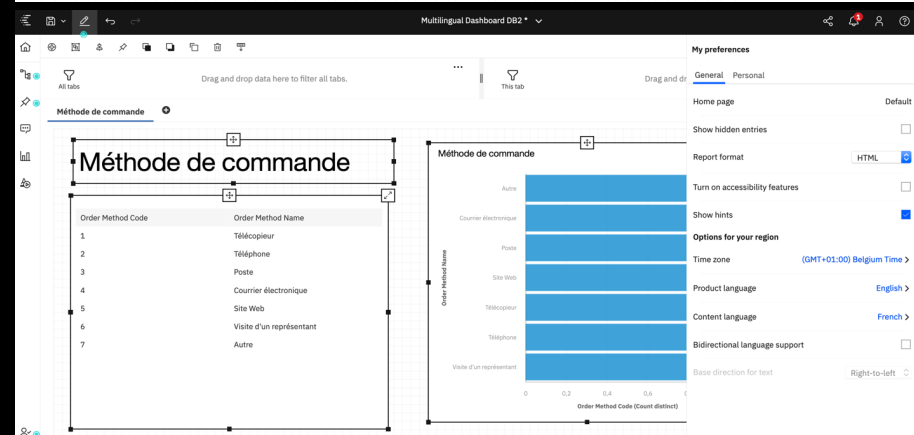 Multilingual Dashboard DB2 *
1
All tabs
Drag and drop data here to filter all tabs.
This tab
Drag and dr
Méthode de commande
Méthode de commande
Order Method Code Order Method Name
1 Télécopieur
2 Téléphone
3 Poste
4 Courrier électronique
5 Site Web
6 Visite d'un représentant
7 Autre
Méthode de commande
Order Method Name
Autre
Courrier électronique
Poste
Site Web
Télécopieur
Téléphone
Visite d'un représentant
0 0,2 0,4 0,6
Order Method Code (Count distinct)
My preferences
General Personal
Home page Default
Show hidden entries
Report format HTML
Turn on accessibility features
Show hints
Options for your region
Time zone (GMT+01:00) Belgium Time
Product language English
Content language French
Bidirectional language support
Base direction for text Right-to-left